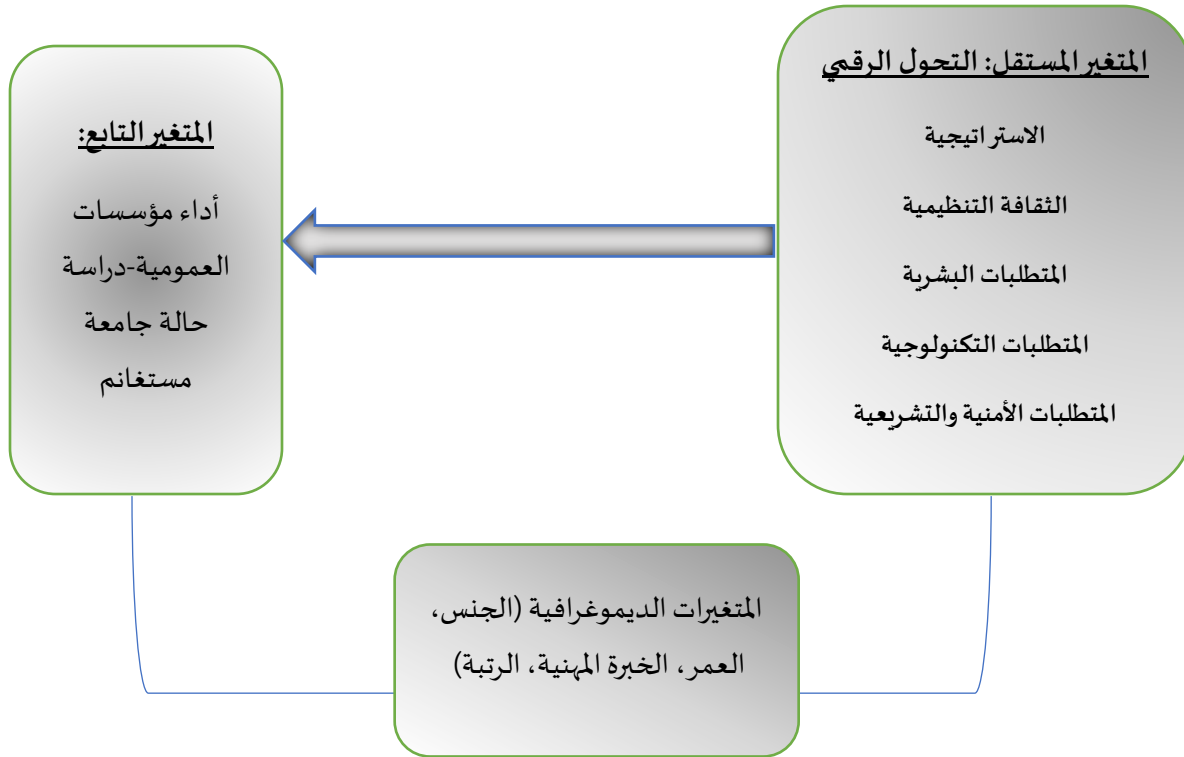 المتغير المستقل: التحول الرقمي
الاستراتيجية
الثقافة التنظيمية
المتطلبات البشرية
المتطلبات التكنولوجية
المتطلبات الأمنية والتشريعية
المتغير التابع:
أداء مؤسسات
العمومية-دراسة
حالة جامعة
مستغانم
المتغيرات الديموغرافية (الجنس،
العمر، الخبرة المهنية، الرتبة)